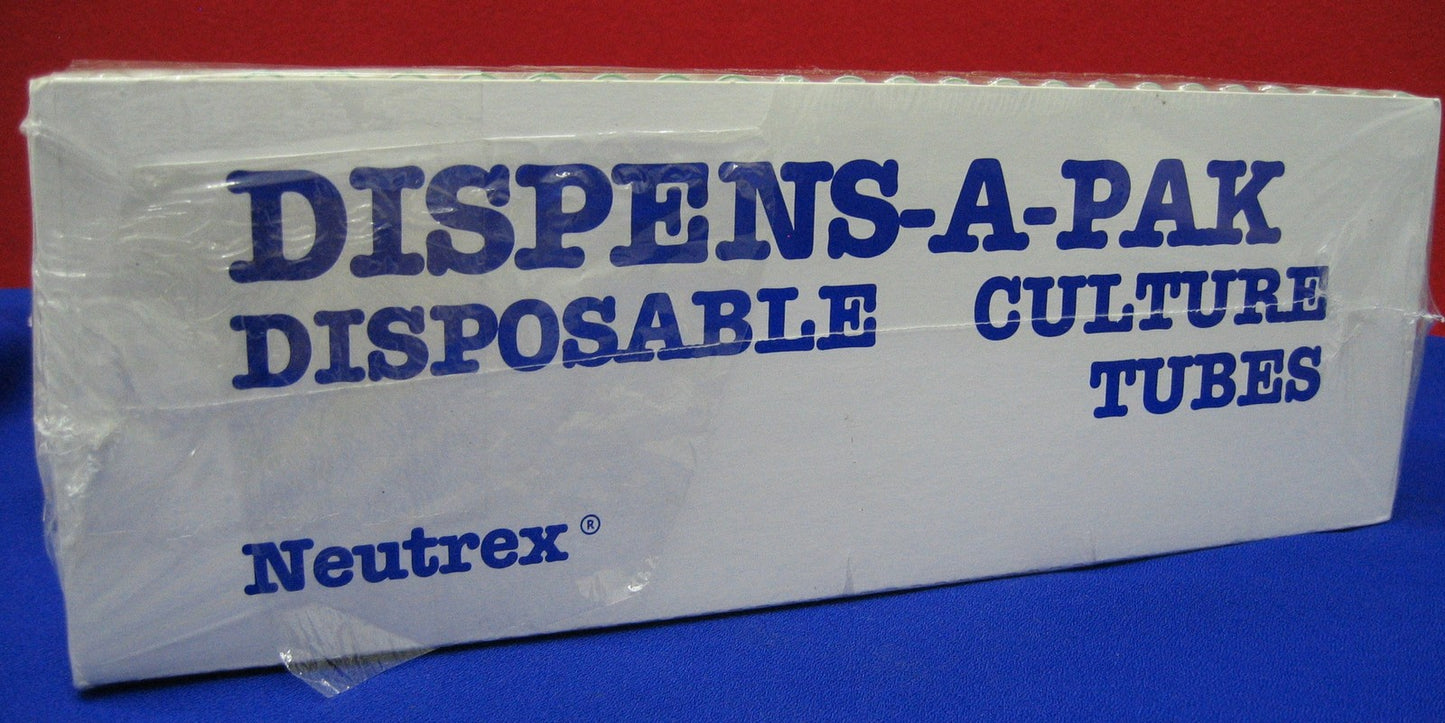 DISPENS-A-PAK
DISPOSABLE CULTURE
TUBES
Neutrex ®